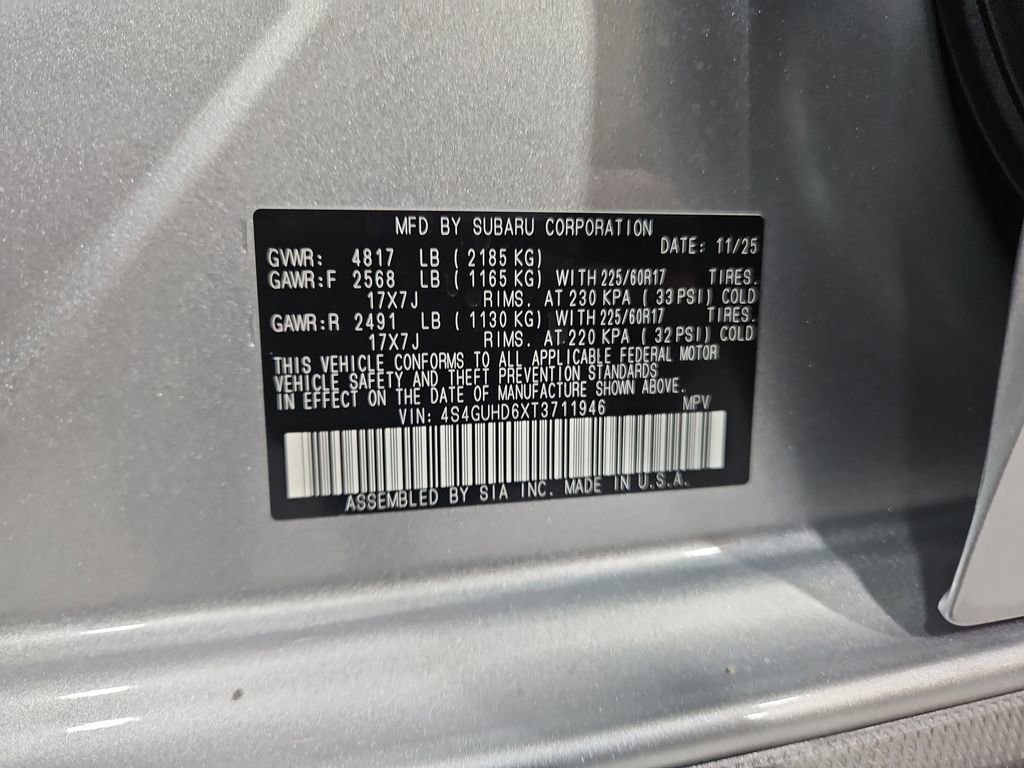 MFD BY SUBARU CORPORATION
DATE: 11/25
GVWR: 4817 LB ( 2185 KG)
GAWR:F 2568 LB ( 1165 KG) WITH 225/60R17 TIRES.
17X7J RIMS. AT 230 KPA ( 33 PSI) COLD
GAWR:R 2491 LB ( 1130 KG) WITH 225/60R17 TIRES.
17X7J RIMS. AT 220 KPA ( 32 PSI) COLD
THIS VEHICLE CONFORMS TO ALL APPLICABLE FEDERAL MOTOR
VEHICLE SAFETY AND THEFT PREVENTION STANDARDS
IN EFFECT ON THE DATE OF MANUFACTURE SHOWN ABOVE.
VIN: 4S4GUHD6XT3711946 MPV
ASSEMBLED BY SIA INC. MADE IN U.S.A.